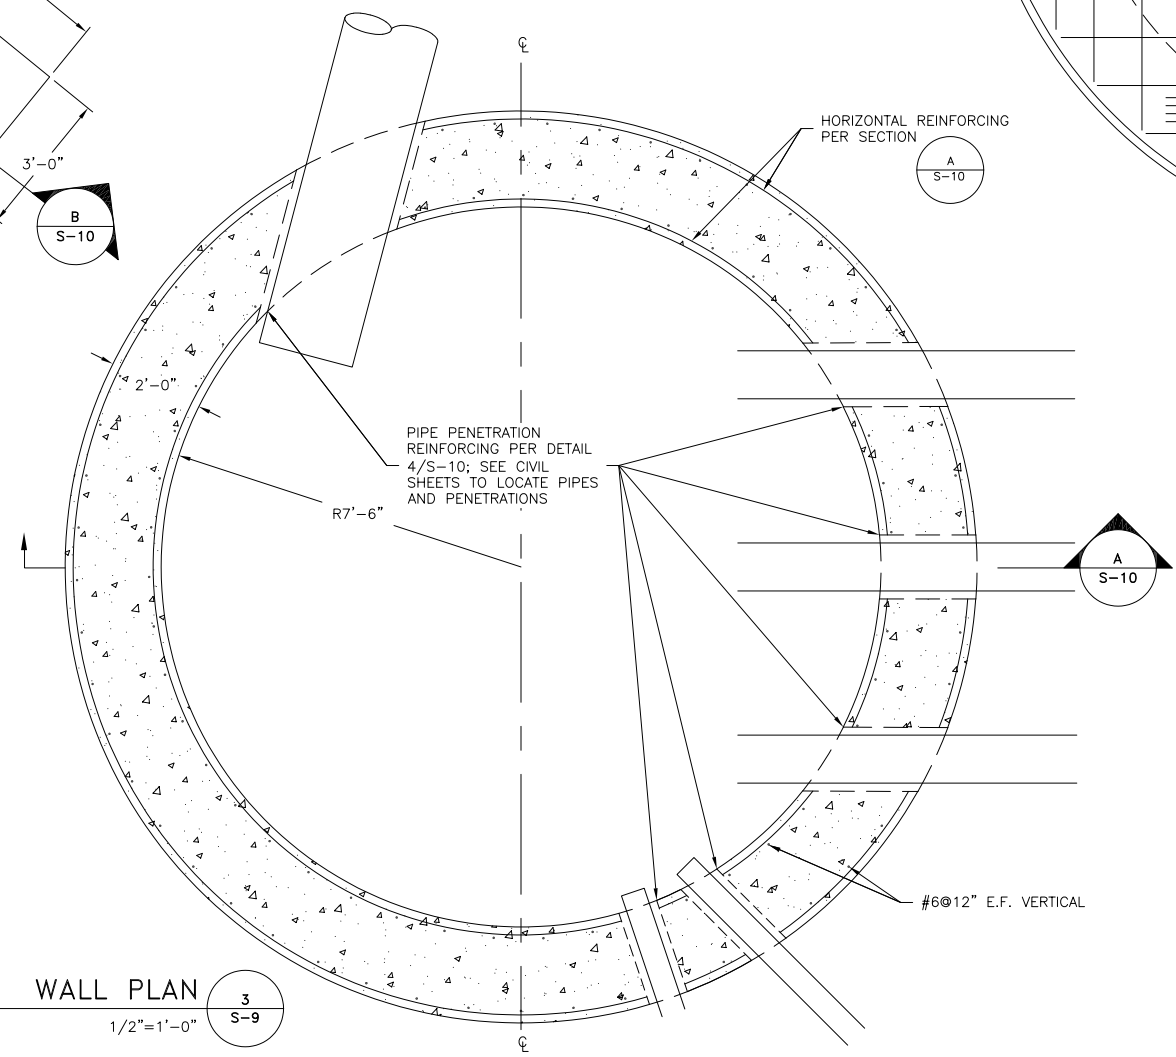 ℄
HORIZONTAL REINFORCING
PER SECTION
A
S-10
3'-0"
B
S-10
2'-0"
PIPE PENETRATION
REINFORCING PER DETAIL
4/S-10; SEE CIVIL
SHEETS TO LOCATE PIPES
AND PENETRATIONS
R7'-6"
A
S-10
#6@12" E.F. VERTICAL
WALL PLAN
3
S-9
1/2"=1'-0"
℄